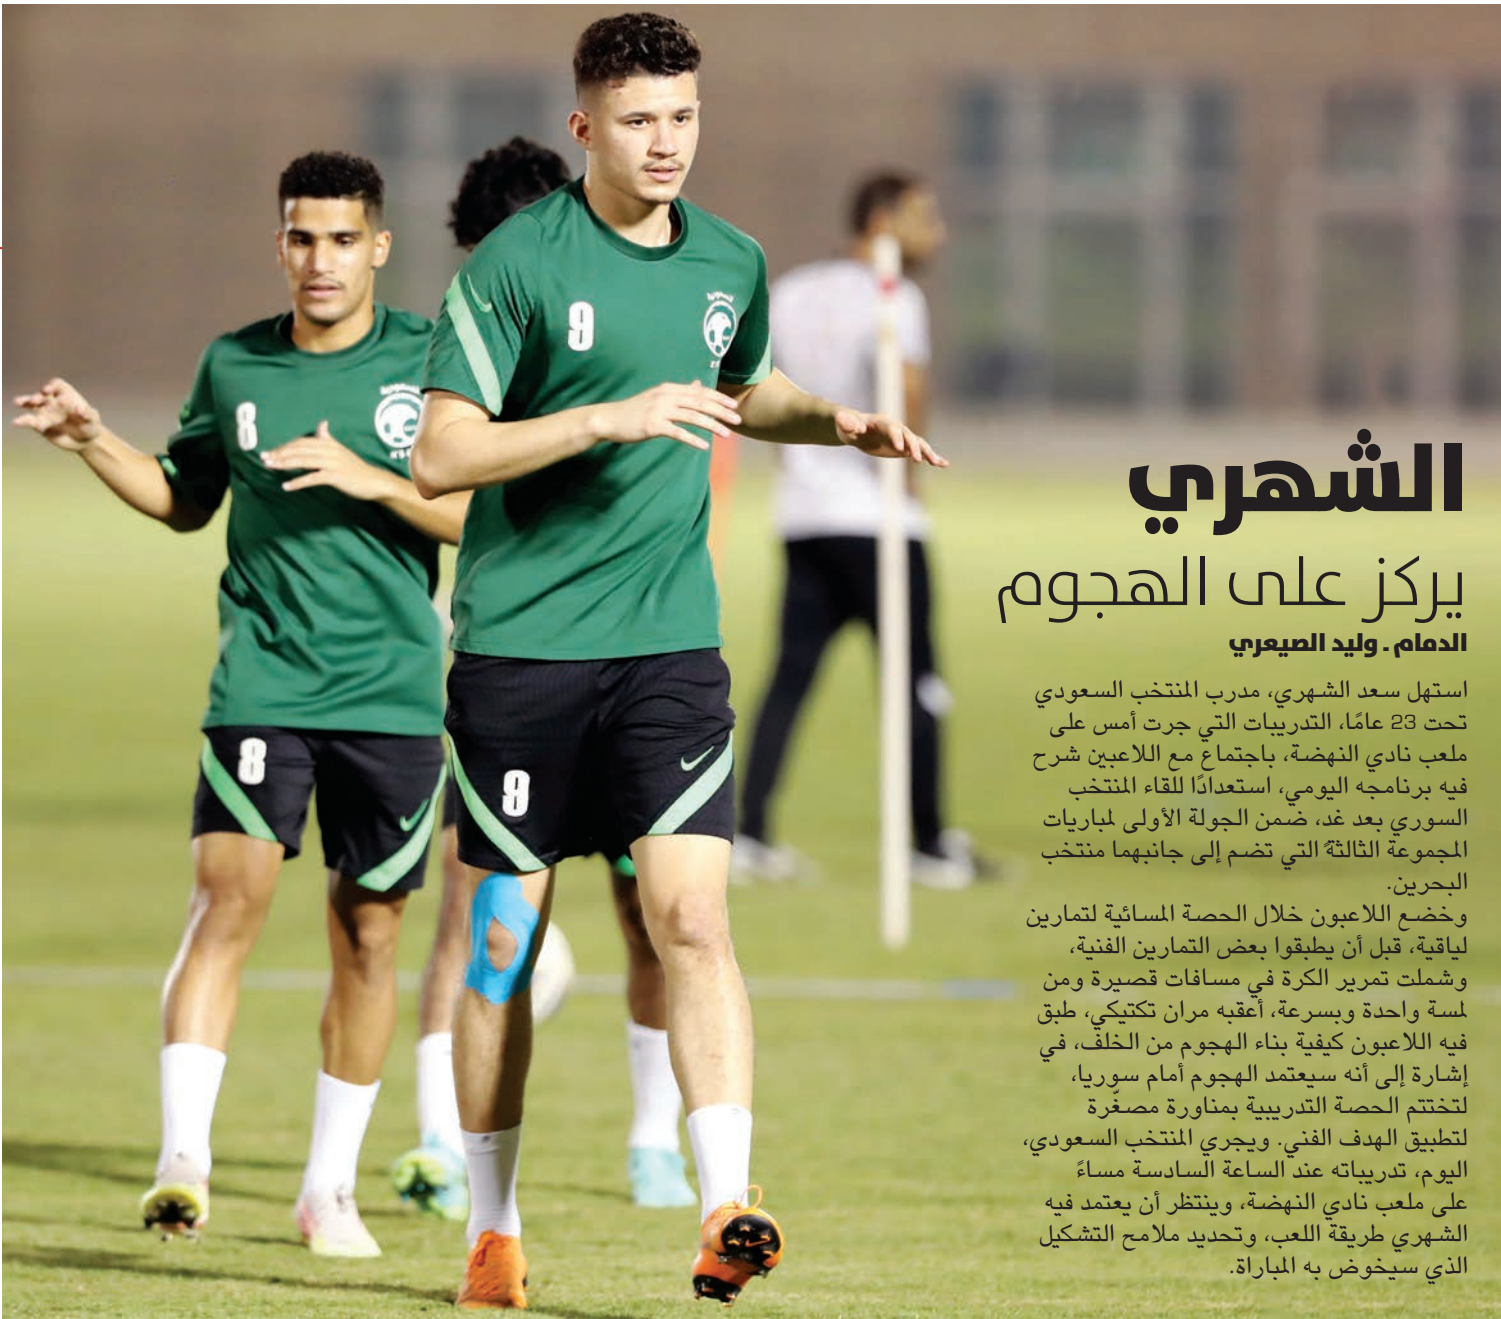 الشهري
يركز على الهجوم
الدمام ـ وليد الصيعري
استهل سعد الشهري، مدرب المنتخب السعودي
تحت 23 عامًا، التدريبات التي جرت أمس على
ملعب نادي النهضة، باجتماع مع اللاعبين شرح
فيه برنامجه اليومي، استعدادًا للقاء المنتخب
السوري بعد غد، ضمن الجولة الأولى لمباريات
المجموعة الثالثة التي تضم إلى جانبهما منتخب
البحرين.
وخضع اللاعبون خلال الحصة المسائية لتمارين
لياقية، قبل أن يطبقوا بعض التمارين الفنية،
وشملت تمرير الكرة في مسافات قصيرة ومن
لمسة واحدة وبسرعة، أعقبه مران تكتيكي، طبق
فيه اللاعبون كيفية بناء الهجوم من الخلف، في
إشارة إلى أنه سيعتمد الهجوم أمام سوريا،
لتختتم الحصة التدريبية بمناورة مصغّرة
لتطبيق الهدف الفني. ويجري المنتخب السعودي،
اليوم، تدريباته عند الساعة السادسة مساءً
على ملعب نادي النهضة، وينتظر أن يعتمد فيه
الشهري طريقة اللعب، وتحديد ملامح التشكيل
الذي سيخوض به المباراة.
9
8
8
9